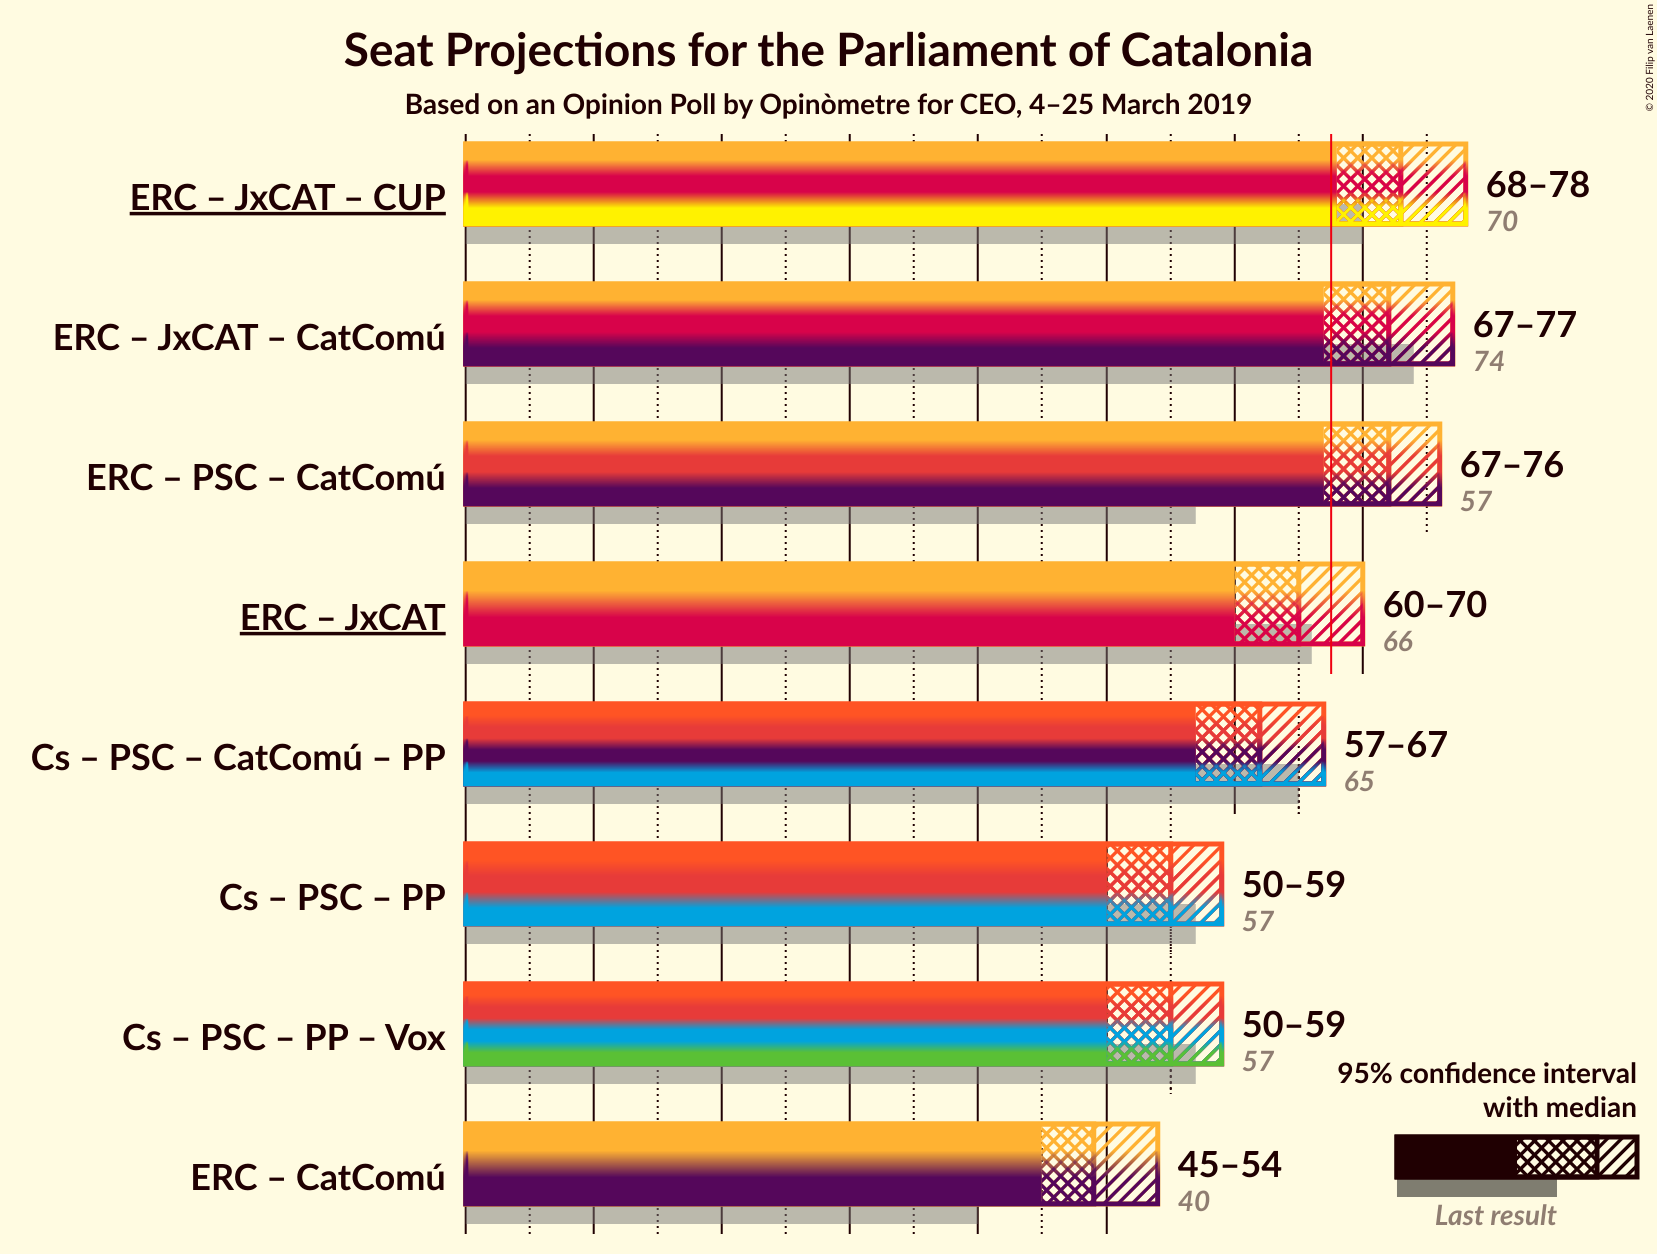 Seat Projections for the Parliament of Catalonia
Based on an Opinion Poll by Opinòmetre for CEO, 4–25 March 2019
© 2020 Filip van Laenen
ERC – JxCAT – CUP
68–78
70
ERC – JxCAT – CatComú
67–77
74
ERC – PSC – CatComú
67–76
57
ERC – JxCAT
60–70
66
Cs – PSC – CatComú – PP
57–67
65
Cs – PSC – PP
50–59
57
Cs – PSC – PP – Vox
50–59
57
ERC – CatComú
45–54
40
95% confidence interval
with median
Last result